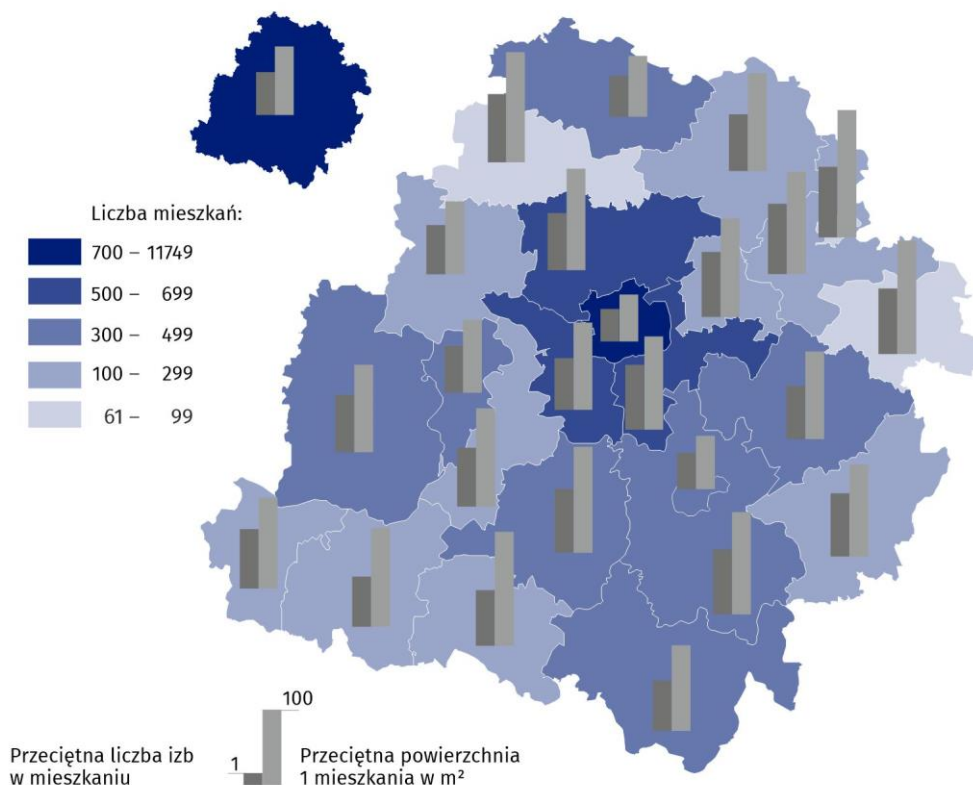 Liczba mieszkań:
700 – 11749
500 – 699
300 – 499
100 – 299
61 – 99
100
1
Przeciętna liczba izb
w mieszkaniu
Przeciętna powierzchnia
1 mieszkania w m²